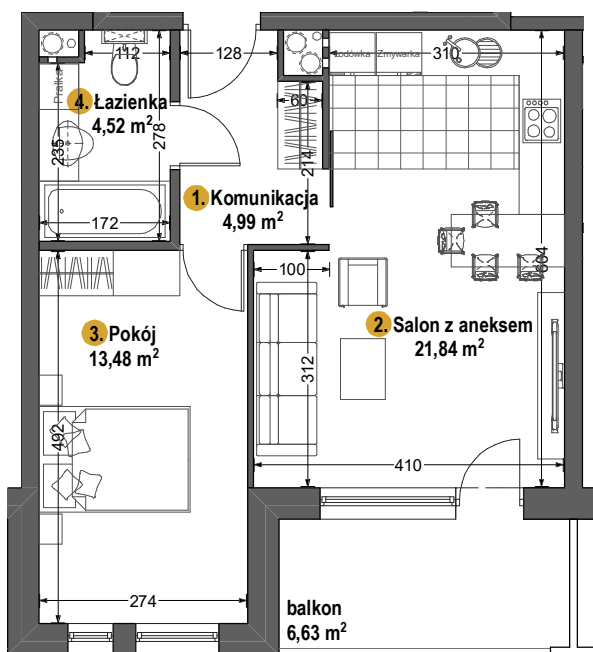 Lodówka Zmywarka
112
128
310
60
Pralka
4. Łazienka
4,52 m²
278
235
214
172
1. Komunikacja
4,99 m²
604
100
2. Salon z aneksem
21,84 m²
3. Pokój
13,48 m²
312
492
410
274
balkon
6,63 m²